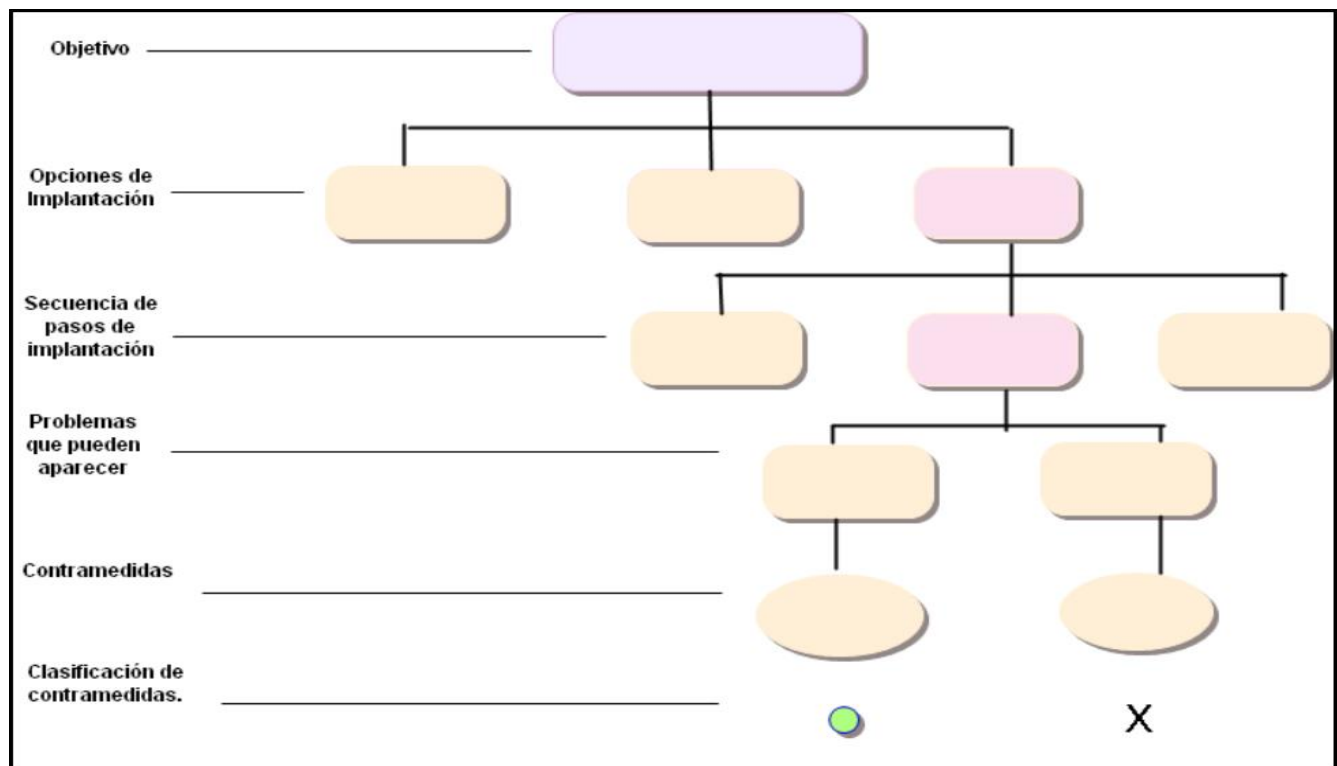 Objetivo
Opciones de
Implantación
Secuencia de
pasos de
implantación
Problemas
que pueden
aparecer
Contramedidas
Clasificación de
contramedidas.
X